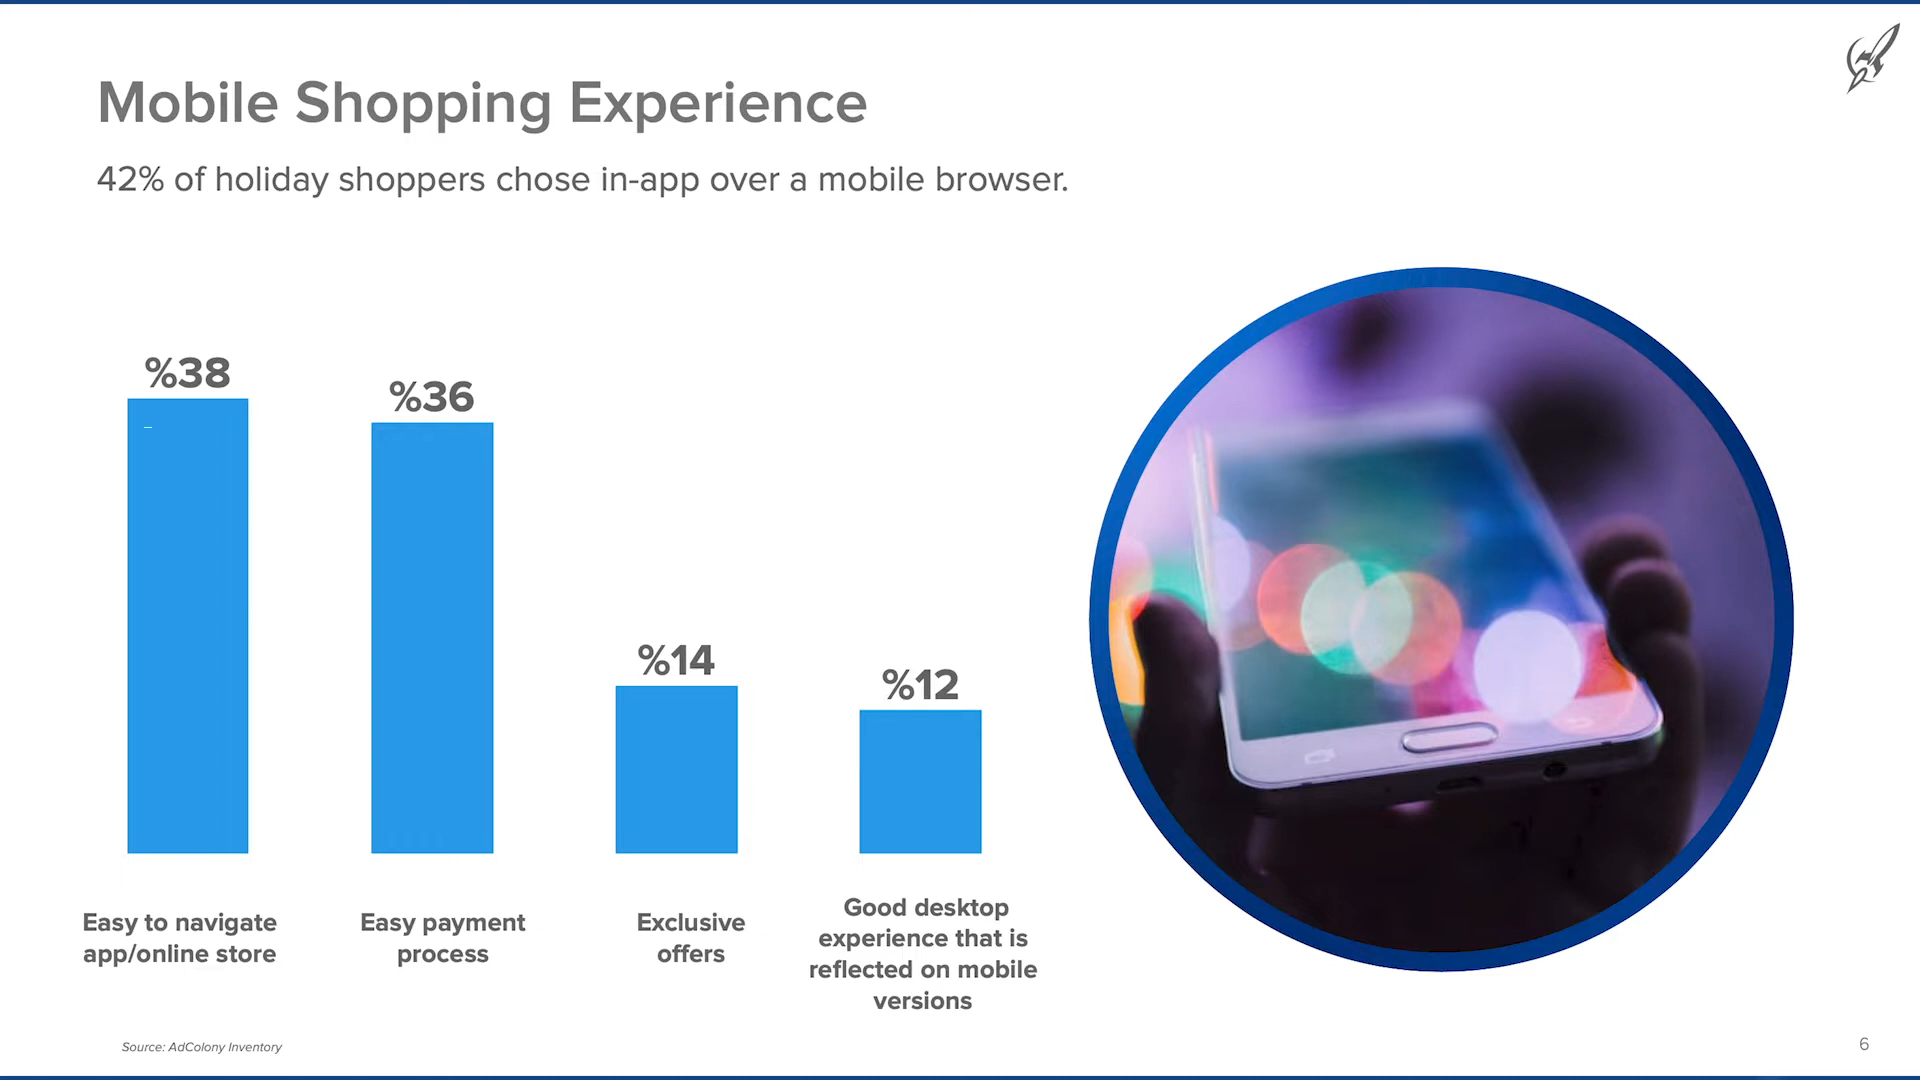 Mobile Shopping Experience
42% of holiday shoppers chose in-app over a mobile browser.
%38
%36
%14
%12
Easy to navigate
app/online store
Easy payment
process
Exclusive
offers
Good desktop
experience that is
reflected on mobile
versions
Source: AdColony Inventory
6